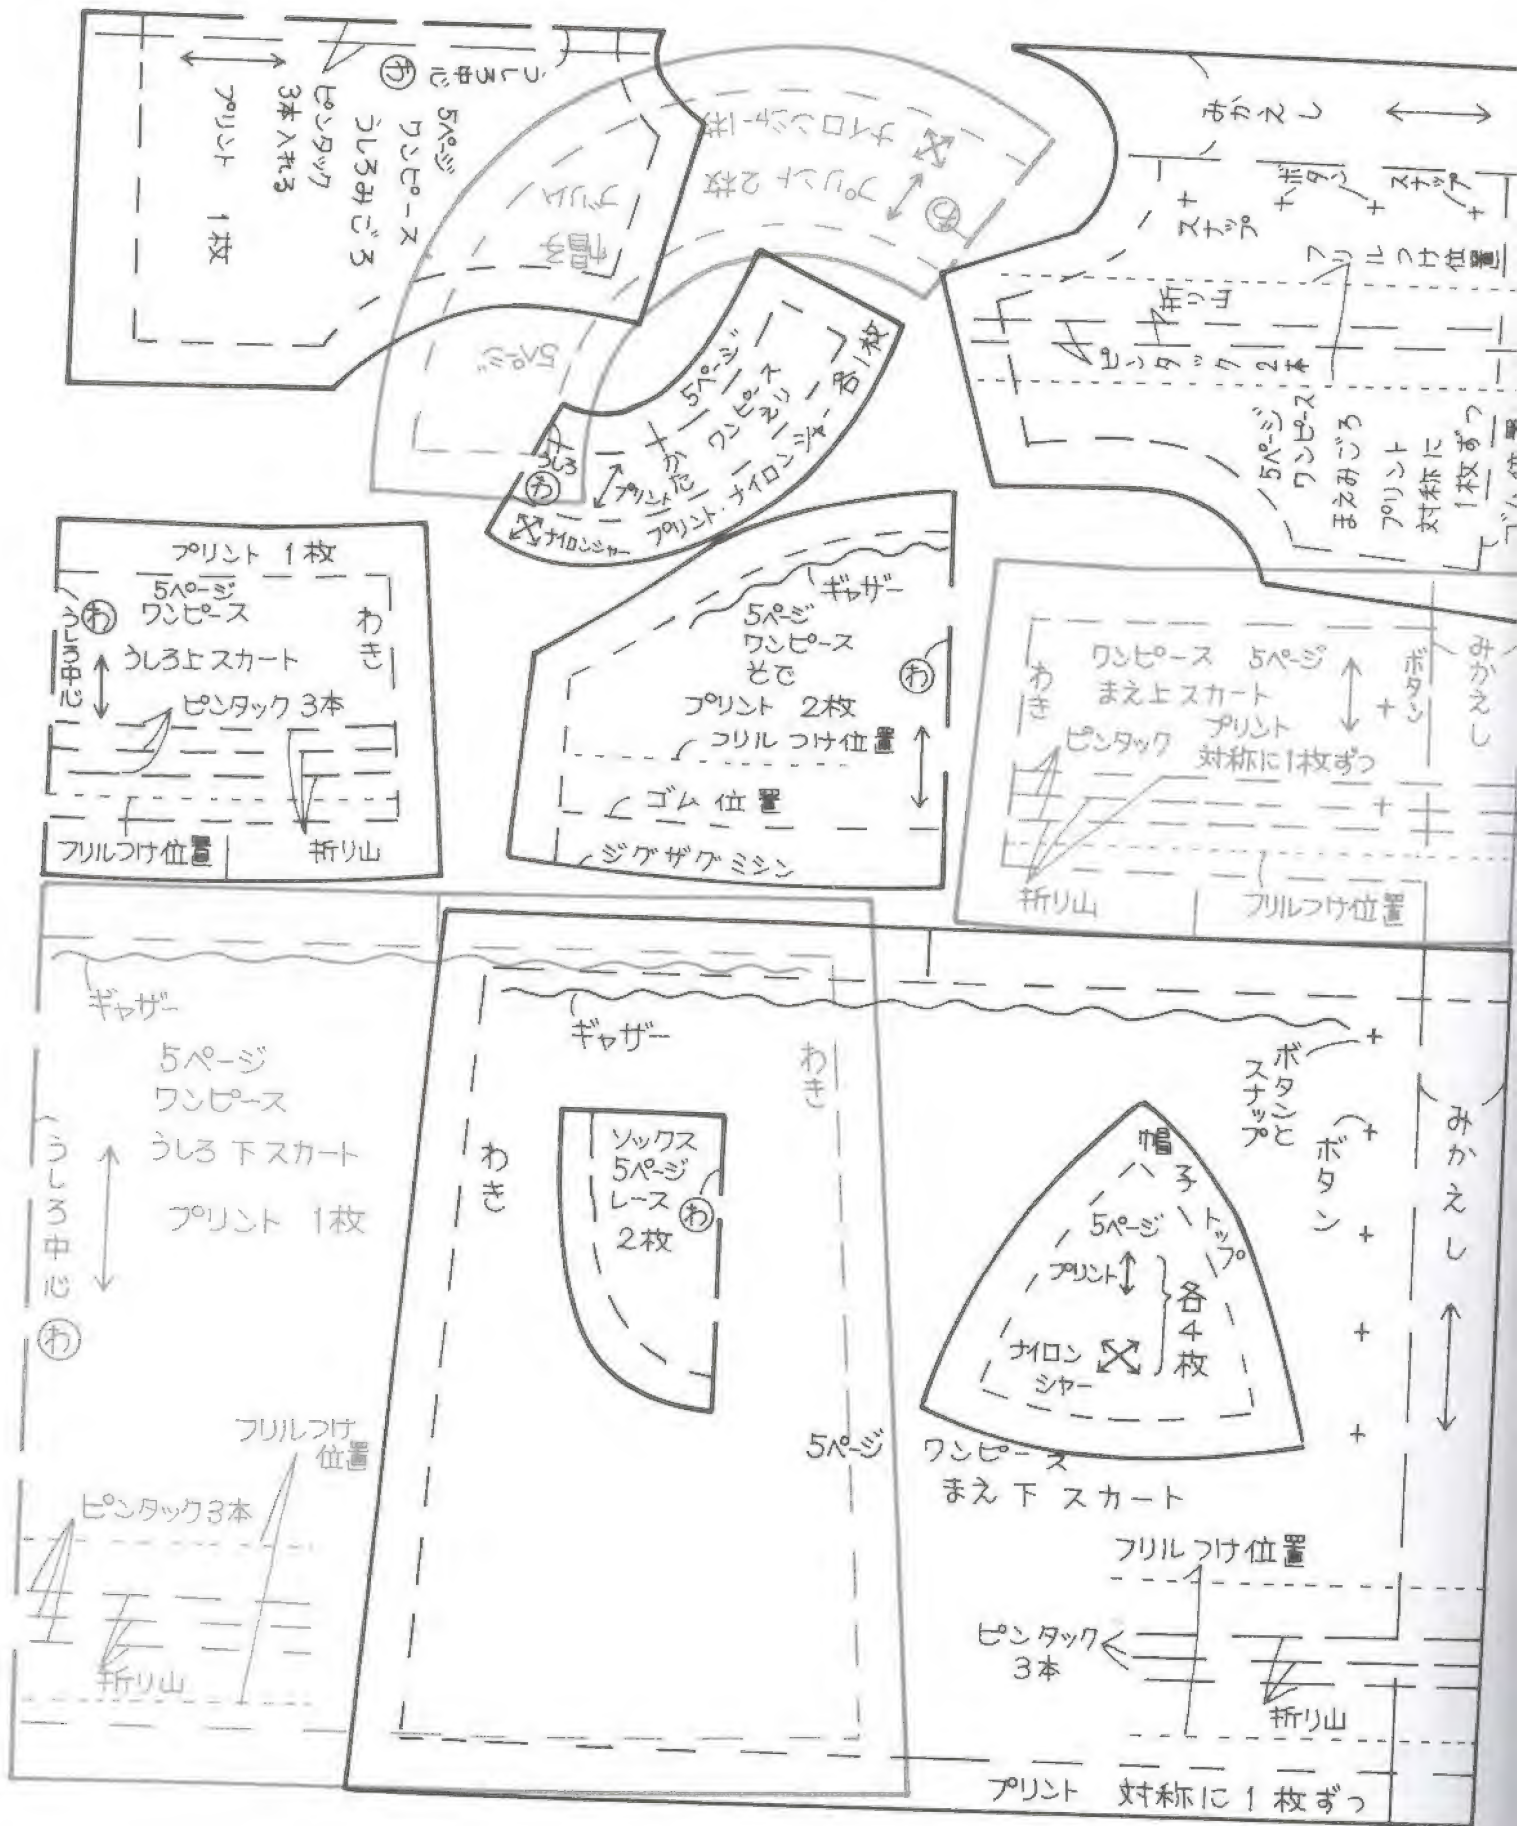 うしろ中心
わ
5ページ
ワンピース
うしろみごろ
ピンタック
3本入れる
プリント 1枚
帽子
ブリム
5ページ
プリント 2枚
ナイロンシャー1枚
わ
みかえし
スナップ
ボタン
スナップ
フリルつけ位置
折り山
ピンタック2本
5ページ
ワンピース
まえみごろ
プリント
対称に
1枚ずつ
5ページ
ワンピース
えり
プリント・ナイロンシャー各1枚
かた
うしろ
わ
プリント
ナイロンシャー
プリント 1枚
5ページ
わ ワンピース
うしろ中心
わき
うしろ上スカート
ピンタック3本
フリルつけ位置
折り山
ギャザー
5ページ
ワンピース
そで
わ
プリント 2枚
フリルつけ位置
ゴム位置
ジグザグミシン
ワンピース 5ページ
まえ上スカート
わき
ボタン
みかえし
プリント
対称に1枚ずつ
ピンタック
折り山
フリルつけ位置
ギャザー
5ページ
ワンピース
うしろ下スカート
プリント 1枚
うしろ中心
わ
わき
フリルつけ
位置
ピンタック3本
折り山
ギャザー
わき
ソックス
5ページ
レース
わ
2枚
帽子トップ
5ページ
プリント
ナイロン
シャー
各4枚
ボタンと
スナップ
ボタン
みかえし
5ページ ワンピース
まえ下スカート
フリルつけ位置
ピンタック
3本
折り山
プリント 対称に1枚ずつ